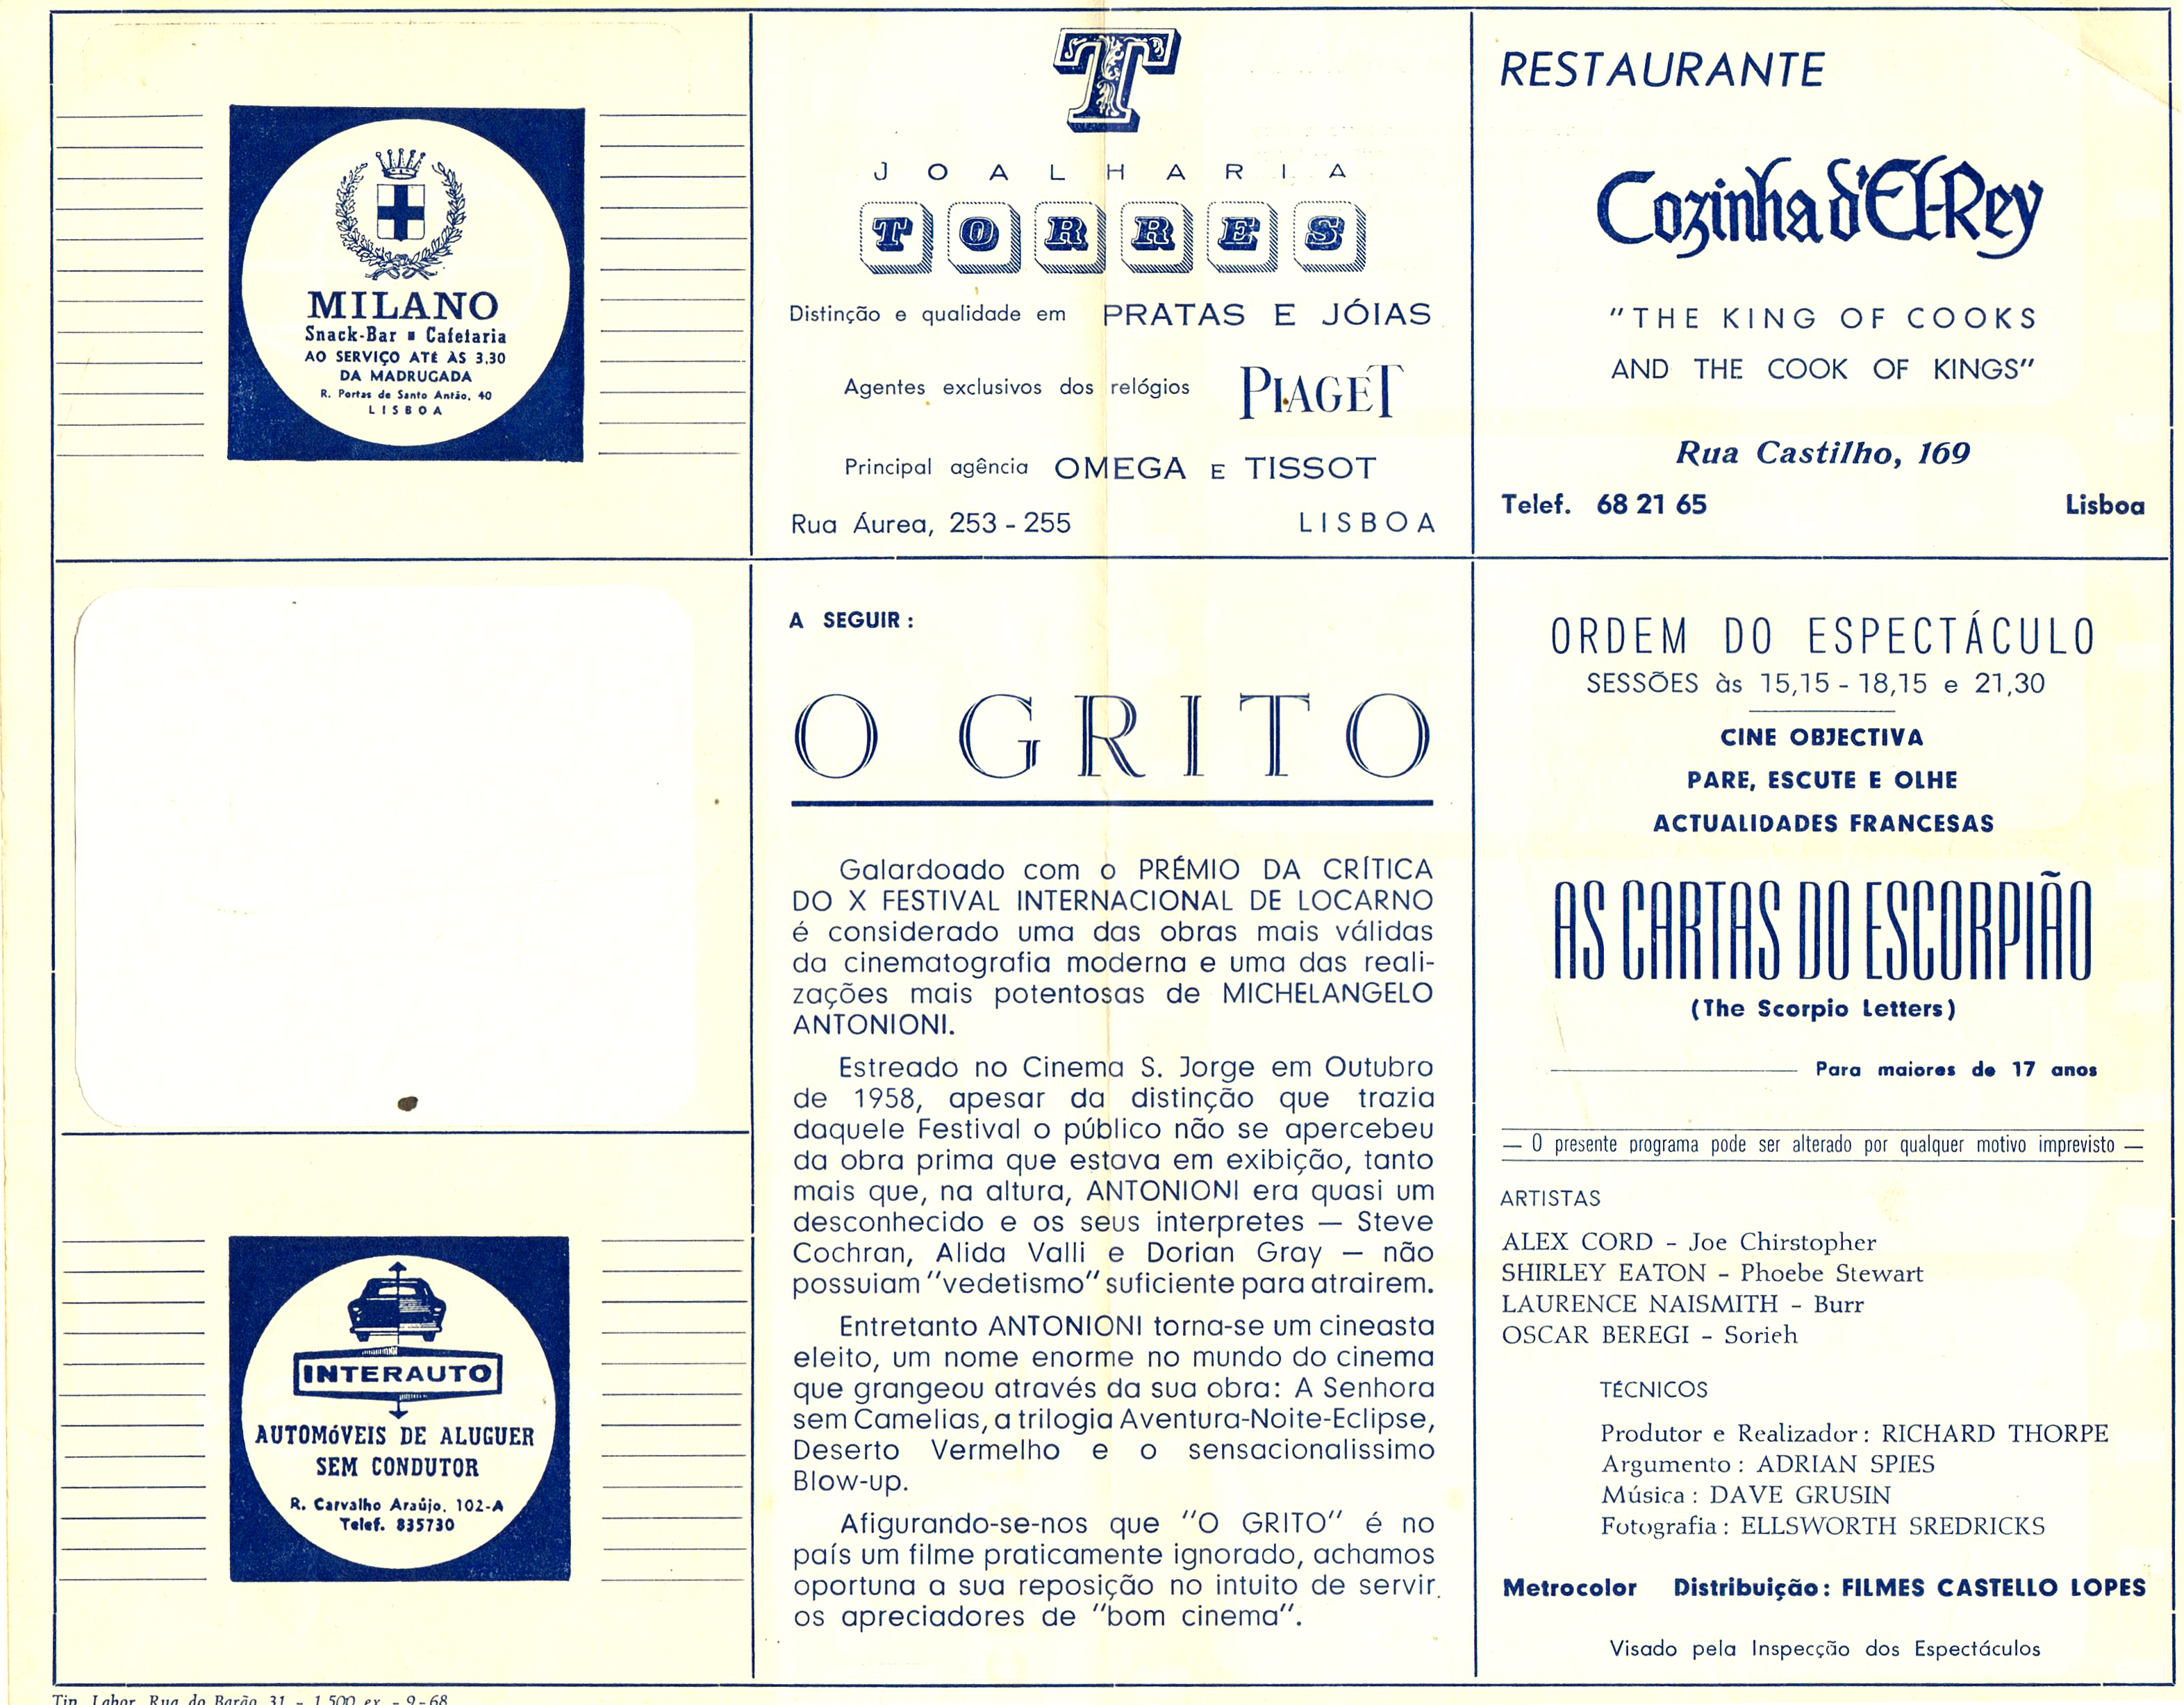 MILANO
Snack-Bar ▪ Cafetaria
AO SERVIÇO ATÉ ÀS 3,30
DA MADRUGADA
R. Portas de Santo Antão, 40
LISBOA
T
JOALHARIA
TORRES
Distinção e qualidade em PRATAS E JÓIAS
Agentes exclusivos dos relógios PIAGET
Principal agência OMEGA E TISSOT
Rua Áurea, 253 - 255 LISBOA
RESTAURANTE
Cozinha d'El-Rey
"THE KING OF COOKS
AND THE COOK OF KINGS"
Rua Castilho, 169
Telef. 68 21 65 Lisboa
INTERAUTO
AUTOMÓVEIS DE ALUGUER
SEM CONDUTOR
R. Carvalho Araûjo, 102-A
Telef. 835730
A SEGUIR:
O GRITO
Galardoado com o PRÉMIO DA CRÍTICA
DO X FESTIVAL INTERNACIONAL DE LOCARNO
é considerado uma das obras mais válidas
da cinematografia moderna e uma das reali-
zações mais potentosas de MICHELANGELO
ANTONIONI.
Estreado no Cinema S. Jorge em Outubro
de 1958, apesar da distinção que trazia
daquele Festival o público não se apercebeu
da obra prima que estava em exibição, tanto
mais que, na altura, ANTONIONI era quasi um
desconhecido e os seus interpretes — Steve
Cochran, Alida Valli e Dorian Gray — não
possuiam "vedetismo" suficiente para atrairem.
Entretanto ANTONIONI torna-se um cineasta
eleito, um nome enorme no mundo do cinema
que grangeou através da sua obra: A Senhora
sem Camelias, a trilogia Aventura-Noite-Eclipse,
Deserto Vermelho e o sensacionalissimo
Blow-up.
Afigurando-se-nos que "O GRITO" é no
país um filme praticamente ignorado, achamos
oportuna a sua reposição no intuito de servir
os apreciadores de "bom cinema".
ORDEM DO ESPECTÁCULO
SESSÕES às 15,15 - 18,15 e 21,30
CINE OBJECTIVA
PARE, ESCUTE E OLHE
ACTUALIDADES FRANCESAS
AS CARTAS DO ESCORPIÃO
(The Scorpio Letters)
Para maiores de 17 anos
— O presente programa pode ser alterado por qualquer motivo imprevisto —
ARTISTAS
ALEX CORD - Joe Chirstopher
SHIRLEY EATON - Phoebe Stewart
LAURENCE NAISMITH - Burr
OSCAR BEREGI - Sorieh
TÉCNICOS
Produtor e Realizador: RICHARD THORPE
Argumento: ADRIAN SPIES
Música: DAVE GRUSIN
Fotografia: ELLSWORTH SREDRICKS
Metrocolor Distribuição: FILMES CASTELLO LOPES
Visado pela Inspecção dos Espectáculos
Tip. Labor, Rua do Barão, 31 - 1.500 ex. - 9-68